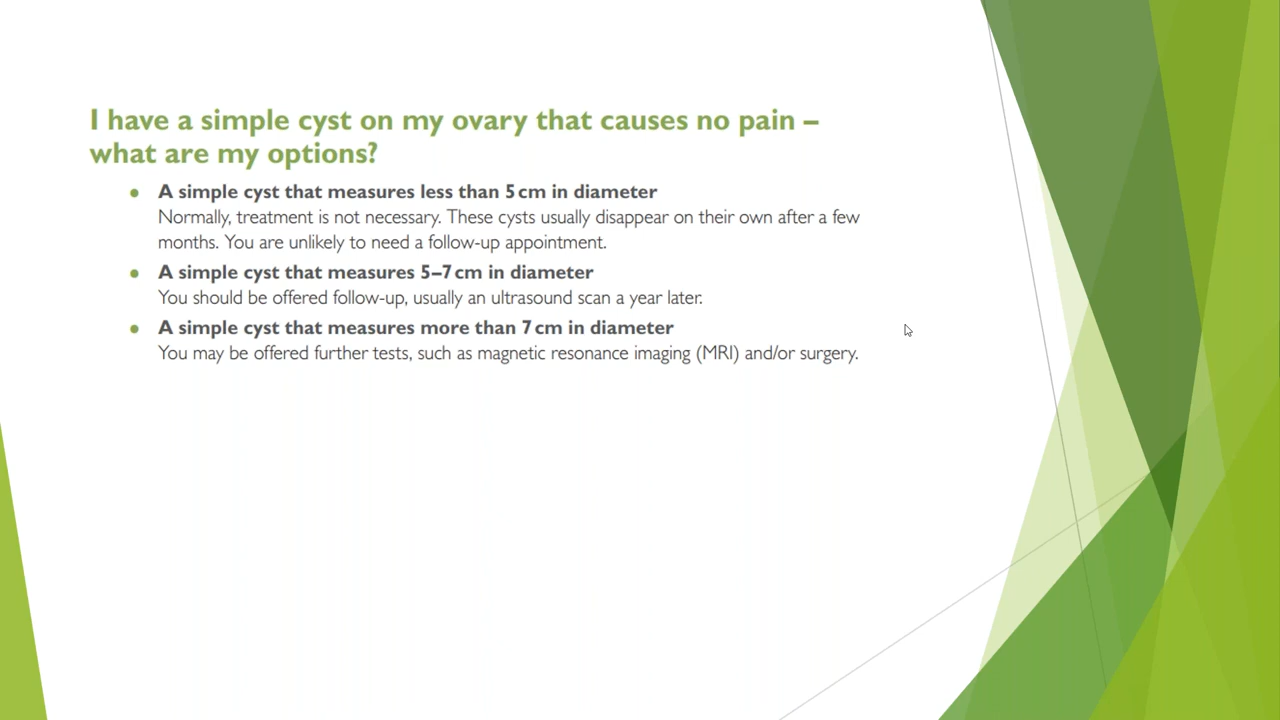 I have a simple cyst on my ovary that causes no pain –
what are my options?
● A simple cyst that measures less than 5 cm in diameter
Normally, treatment is not necessary. These cysts usually disappear on their own after a few
months. You are unlikely to need a follow-up appointment.
● A simple cyst that measures 5–7 cm in diameter
You should be offered follow-up, usually an ultrasound scan a year later.
● A simple cyst that measures more than 7 cm in diameter
You may be offered further tests, such as magnetic resonance imaging (MRI) and/or surgery.